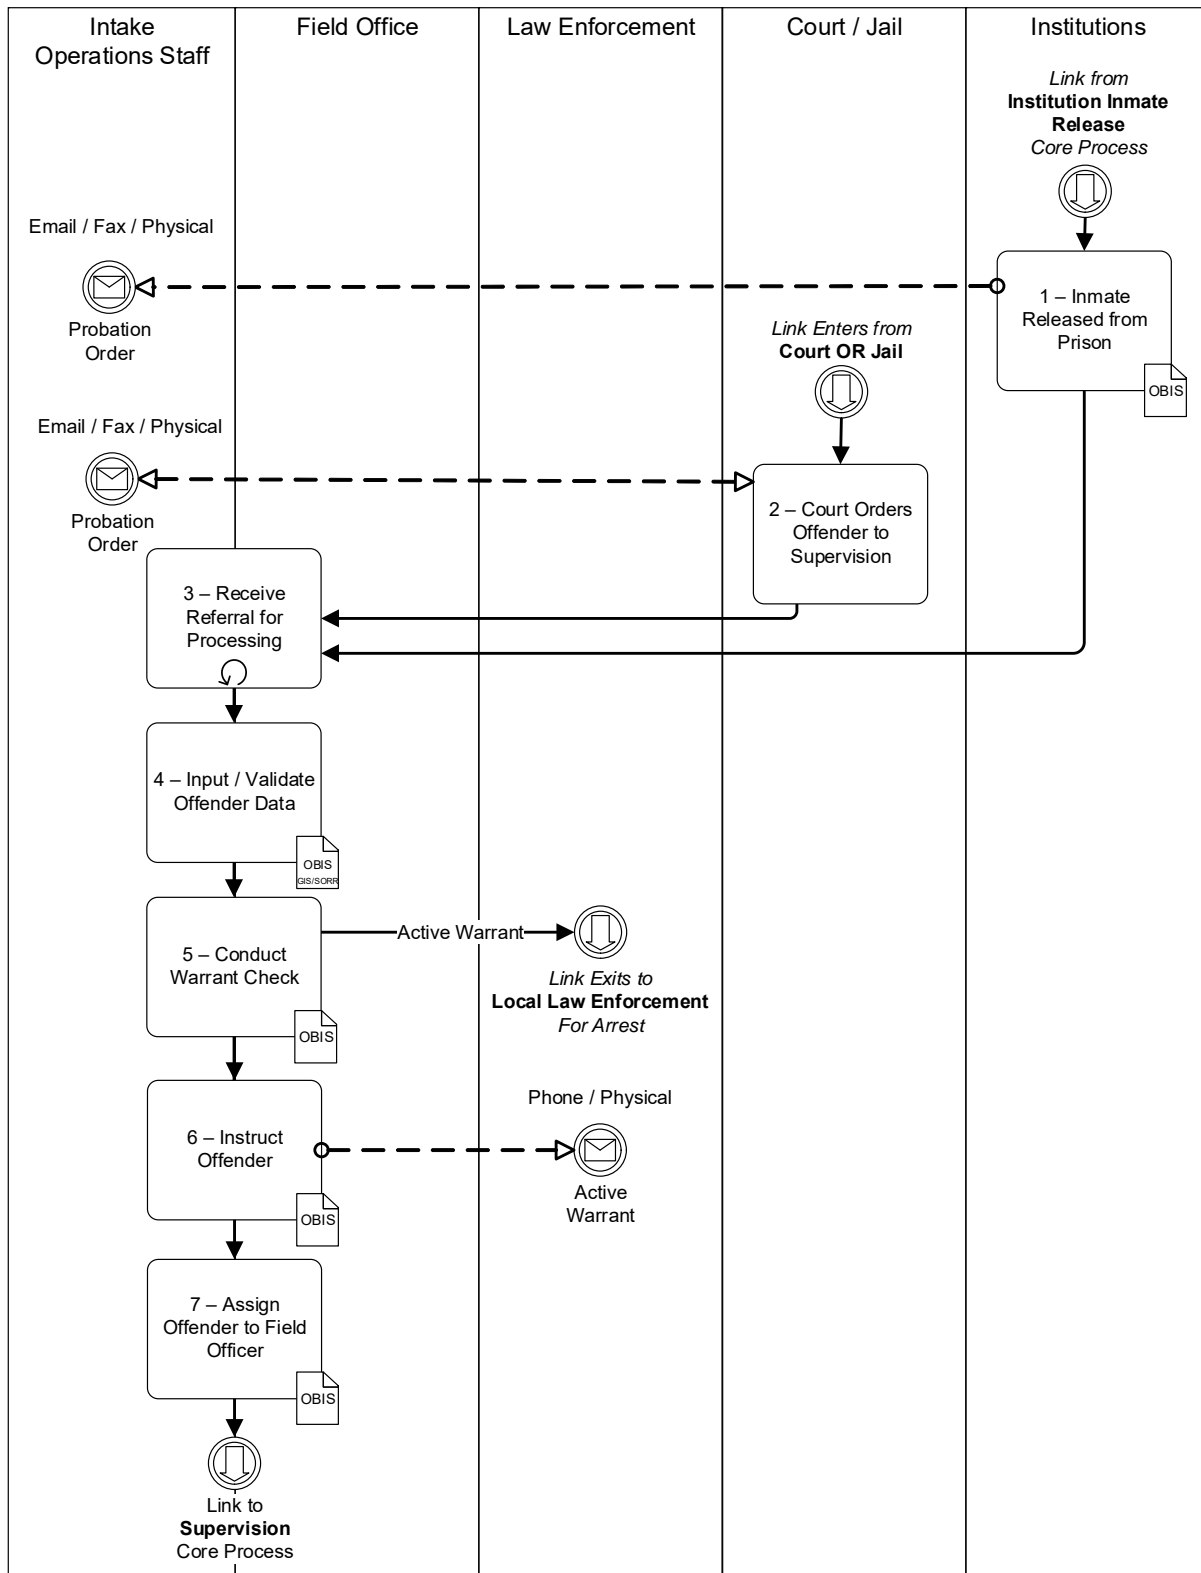 Intake
Operations Staff
Field Office
Law Enforcement
Court / Jail
Institutions
Link from
Institution Inmate
Release
Core Process
Email / Fax / Physical
Probation
Order
1 – Inmate
Released from
Prison
OBIS
Link Enters from
Court OR Jail
Email / Fax / Physical
Probation
Order
2 – Court Orders
Offender to
Supervision
3 – Receive
Referral for
Processing
4 – Input / Validate
Offender Data
OBIS
GIS/SORR
5 – Conduct
Warrant Check
OBIS
Active Warrant
Link Exits to
Local Law Enforcement
For Arrest
6 – Instruct
Offender
OBIS
Phone / Physical
Active
Warrant
7 – Assign
Offender to Field
Officer
OBIS
Link to
Supervision
Core Process